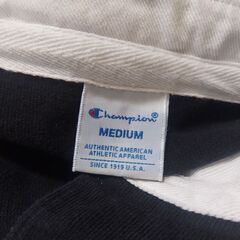 Champion®
MEDIUM
AUTHENTIC AMERICAN
ATHLETIC APPAREL
SINCE 1919 U.S.A.